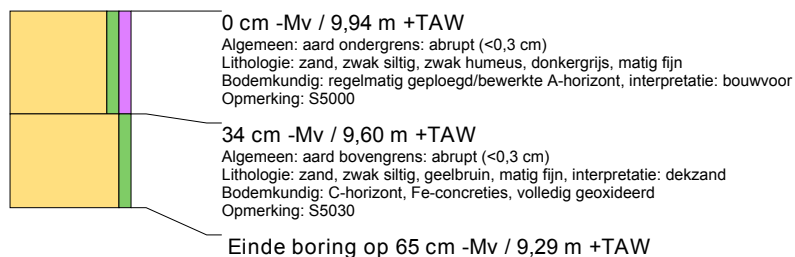 0 cm -Mv / 9,94 m +TAW
Algemeen: aard ondergrens: abrupt (<0,3 cm)
Lithologie: zand, zwak siltig, zwak humeus, donkergrijs, matig fijn
Bodemkundig: regelmatig geploegd/bewerkte A-horizont, interpretatie: bouwvoor
Opmerking: S5000
34 cm -Mv / 9,60 m +TAW
Algemeen: aard bovengrens: abrupt (<0,3 cm)
Lithologie: zand, zwak siltig, geelbruin, matig fijn, interpretatie: dekzand
Bodemkundig: C-horizont, Fe-concreties, volledig geoxideerd
Opmerking: S5030
Einde boring op 65 cm -Mv / 9,29 m +TAW